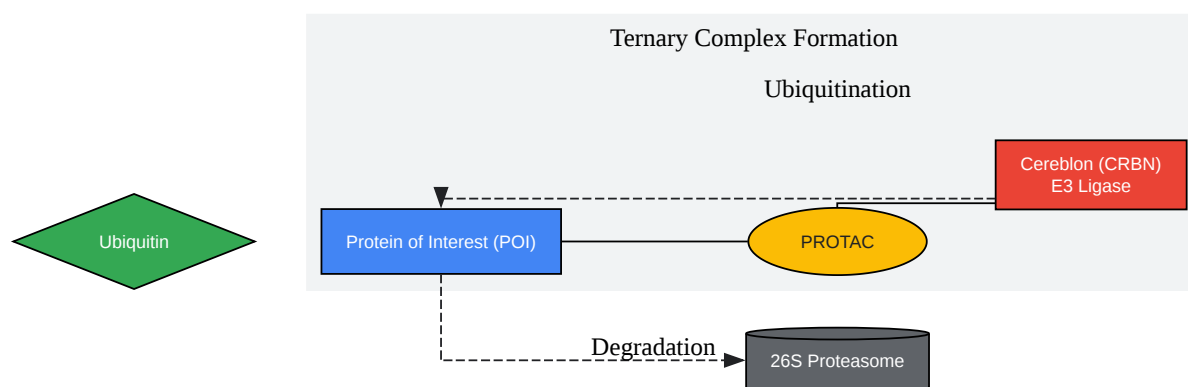 Ternary Complex Formation
Ubiquitination
Cereblon (CRBN)
E3 Ligase
Ubiquitin
Protein of Interest (POI)
PROTAC
Degradation
26S Proteasome